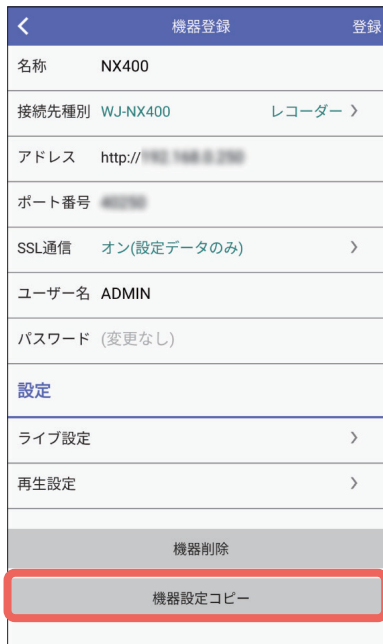 機器登録 登録
名称 NX400
接続先種別 WJ-NX400 レコーダー
アドレス http://
ポート番号
SSL通信 オン(設定データのみ)
ユーザー名 ADMIN
パスワード (変更なし)
設定
ライブ設定
再生設定
機器削除
機器設定コピー